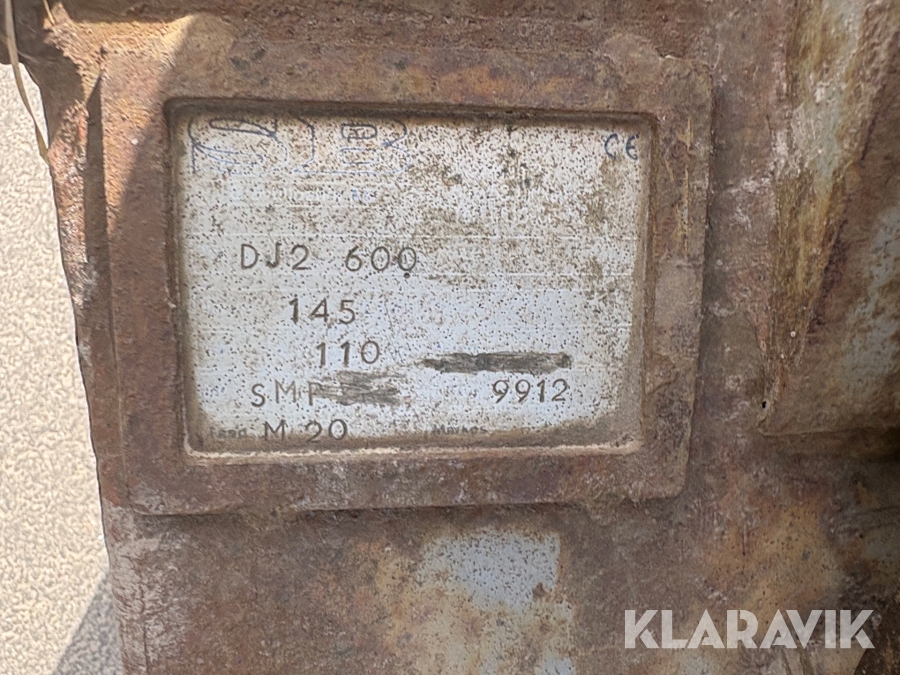 CE
DJ2 600
145
110
SMP 9912
M 20
KLARAVIK